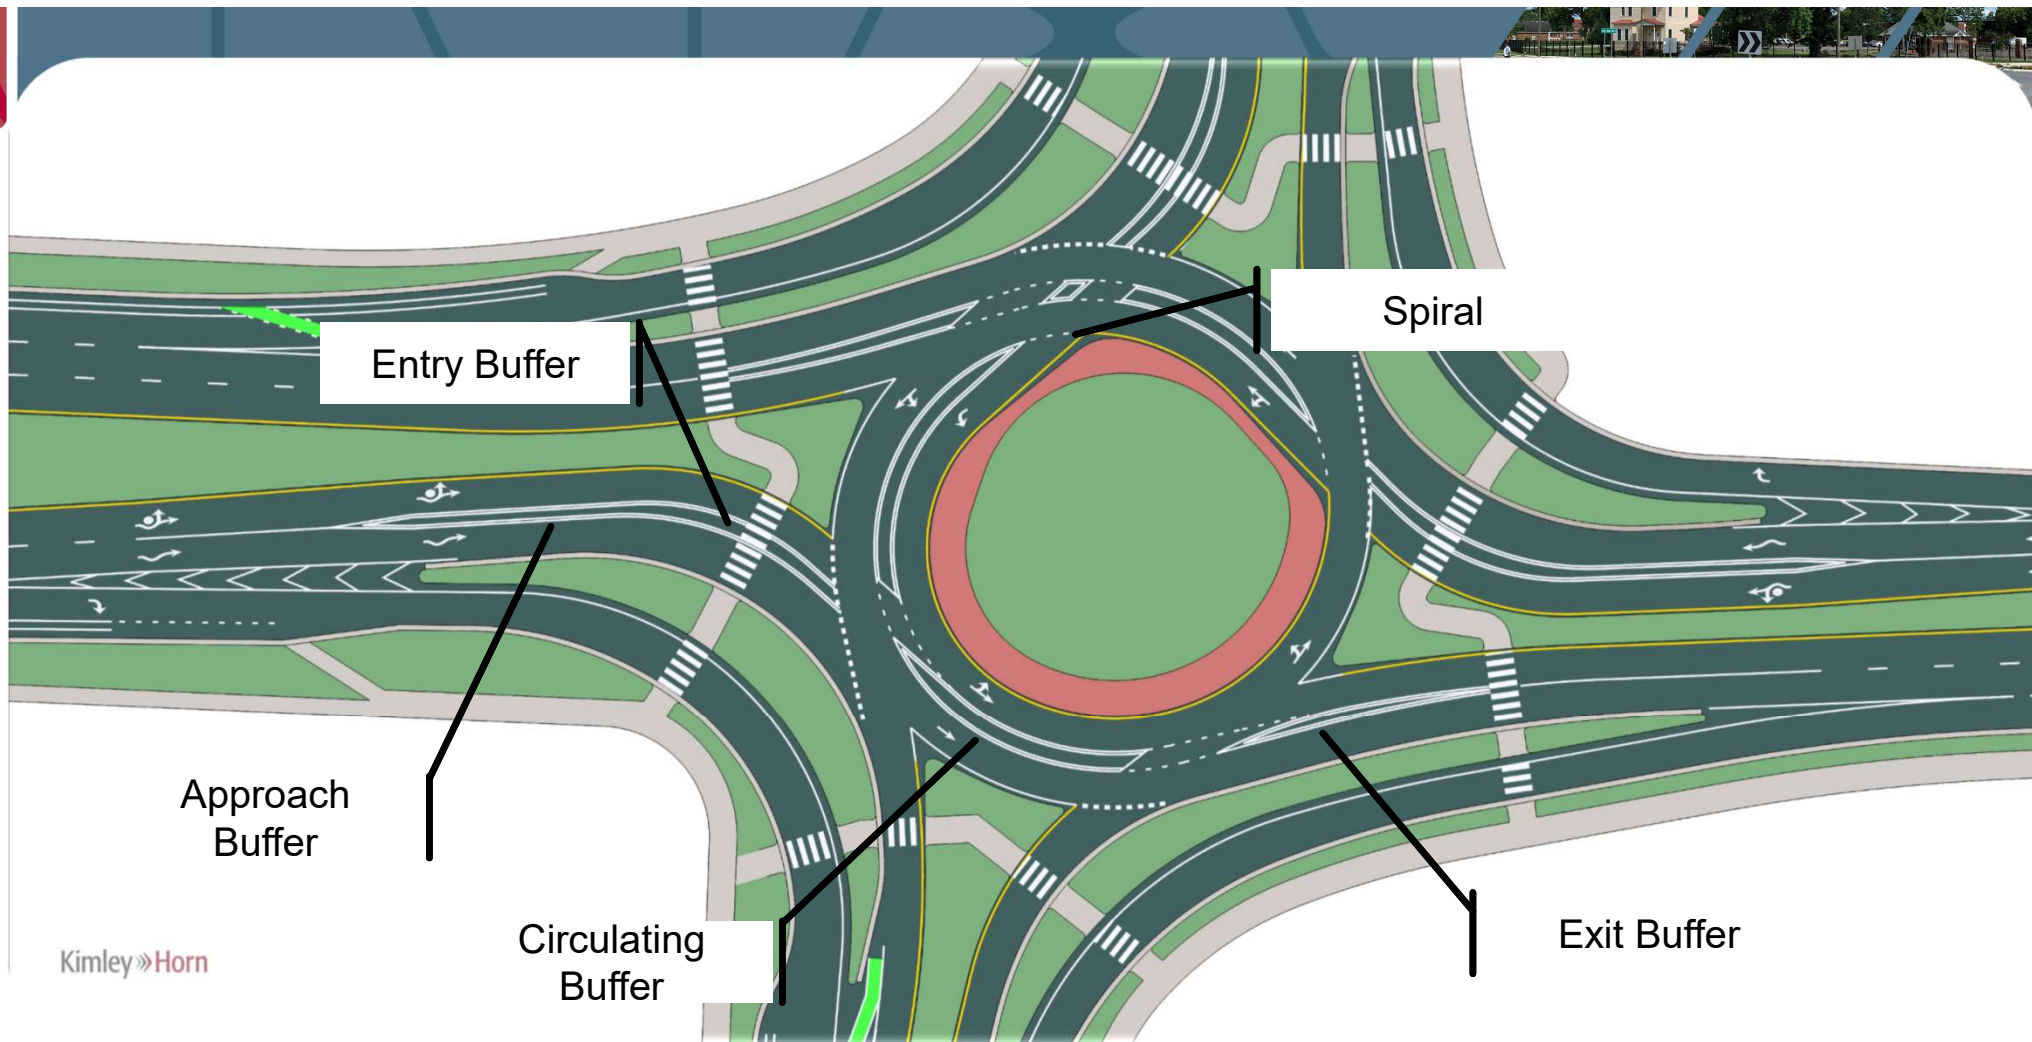 Spiral
Entry Buffer
Approach
Buffer
Circulating
Buffer
Exit Buffer
Kimley»Horn